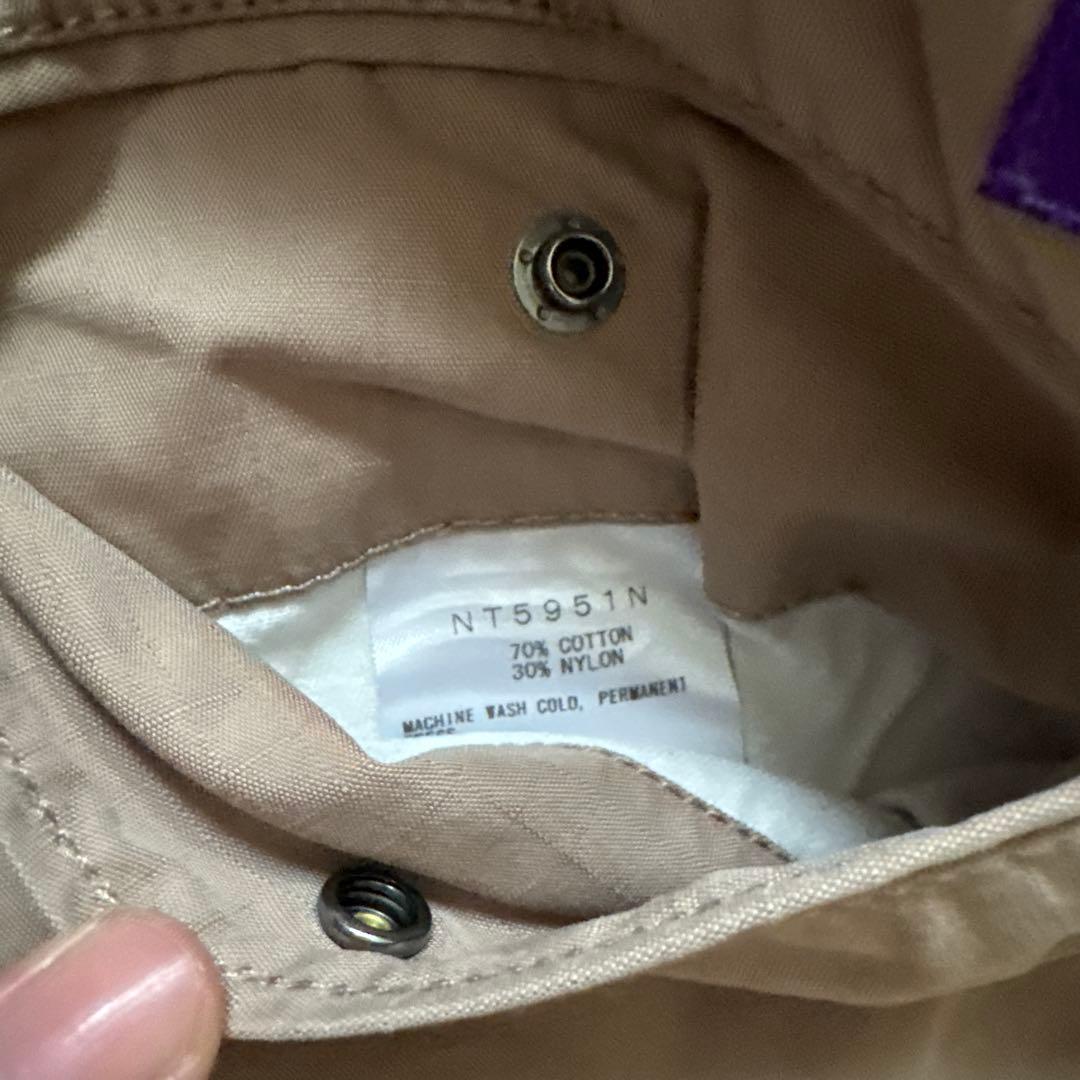 NT5951N
70% COTTON
30% NYLON
MACHINE WASH COLD, PERMANENT